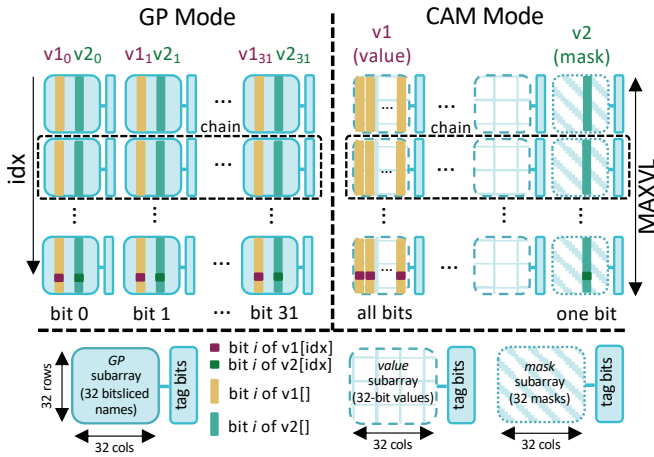 GP Mode
CAM Mode
v1₀ v2₀
v1₁ v2₁
v1₃₁ v2₃₁
v1
(value)
v2
(mask)
...
chain
...
chain
...
idx
MAXVL
...
...
...
...
...
...
...
...
...
...
...
...
...
bit 0
bit 1
...
bit 31
all bits
one bit
32 rows
GP
subarray
(32 bitsliced
names)
tag bits
32 cols
bit i of v1[idx]
bit i of v2[idx]
bit i of v1[]
bit i of v2[]
value
subarray
(32-bit values)
tag bits
32 cols
mask
subarray
(32 masks)
tag bits
32 cols